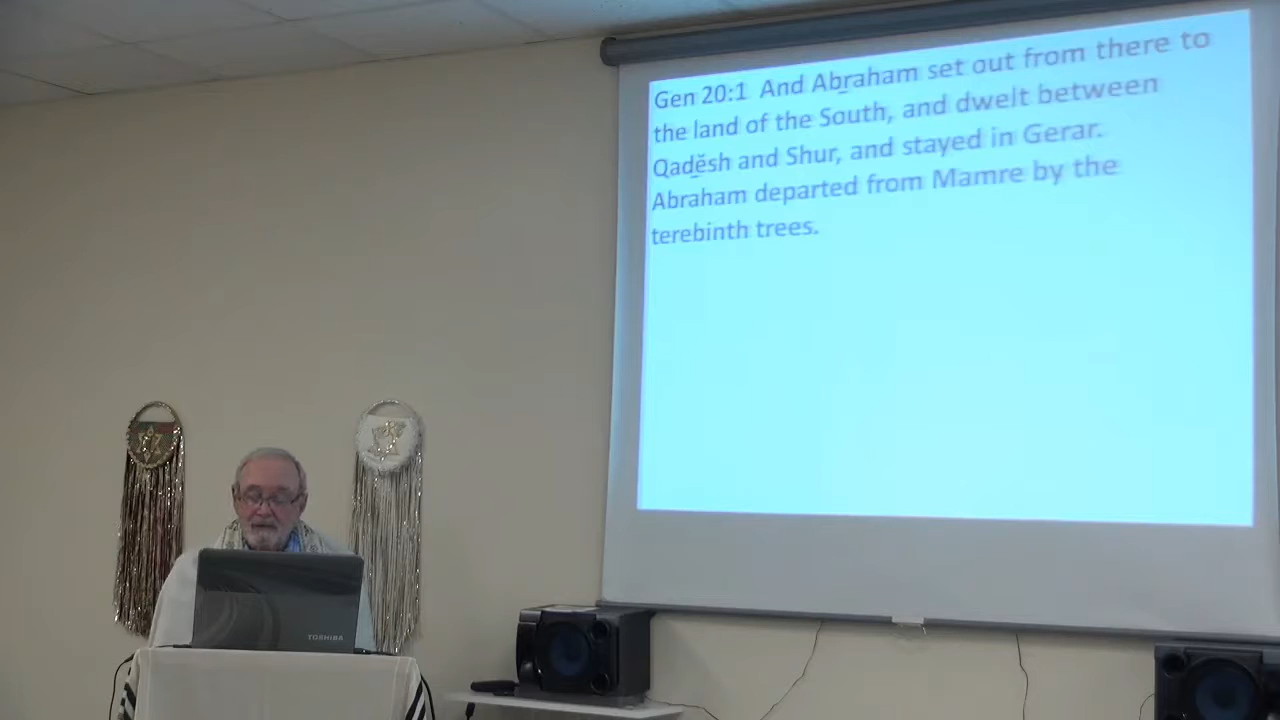 Gen 20:1 And Abraham set out from there to
the land of the South, and dwelt between
Qaḏĕsh and Shur, and stayed in Gerar.
Abraham departed from Mamre by the
terebinth trees.
TOSHIBA